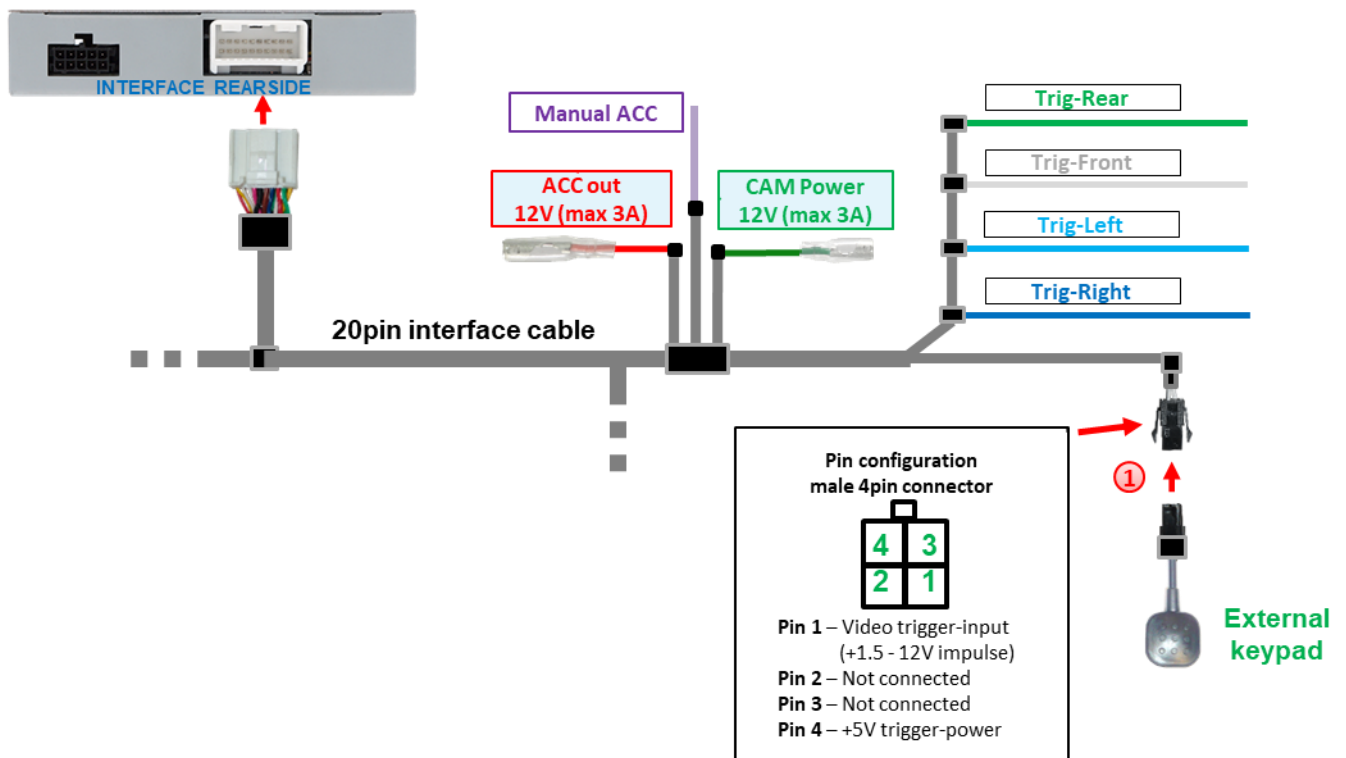 INTERFACE REARSIDE
Manual ACC
ACC out
12V (max 3A)
CAM Power
12V (max 3A)
Trig-Rear
Trig-Front
Trig-Left
Trig-Right
20pin interface cable
Pin configuration
male 4pin connector
4 3
2 1
Pin 1 – Video trigger-input
(+1.5 - 12V impulse)
Pin 2 – Not connected
Pin 3 – Not connected
Pin 4 – +5V trigger-power
1
External
keypad